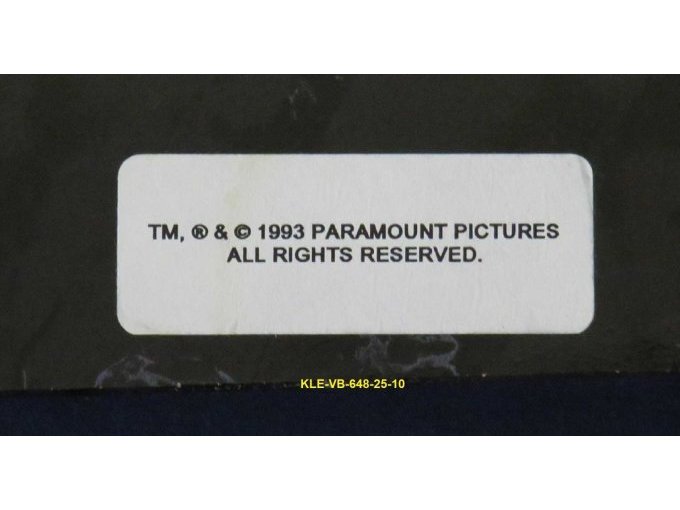 TM, ® & © 1993 PARAMOUNT PICTURES
ALL RIGHTS RESERVED.
KLE-VB-648-25-10